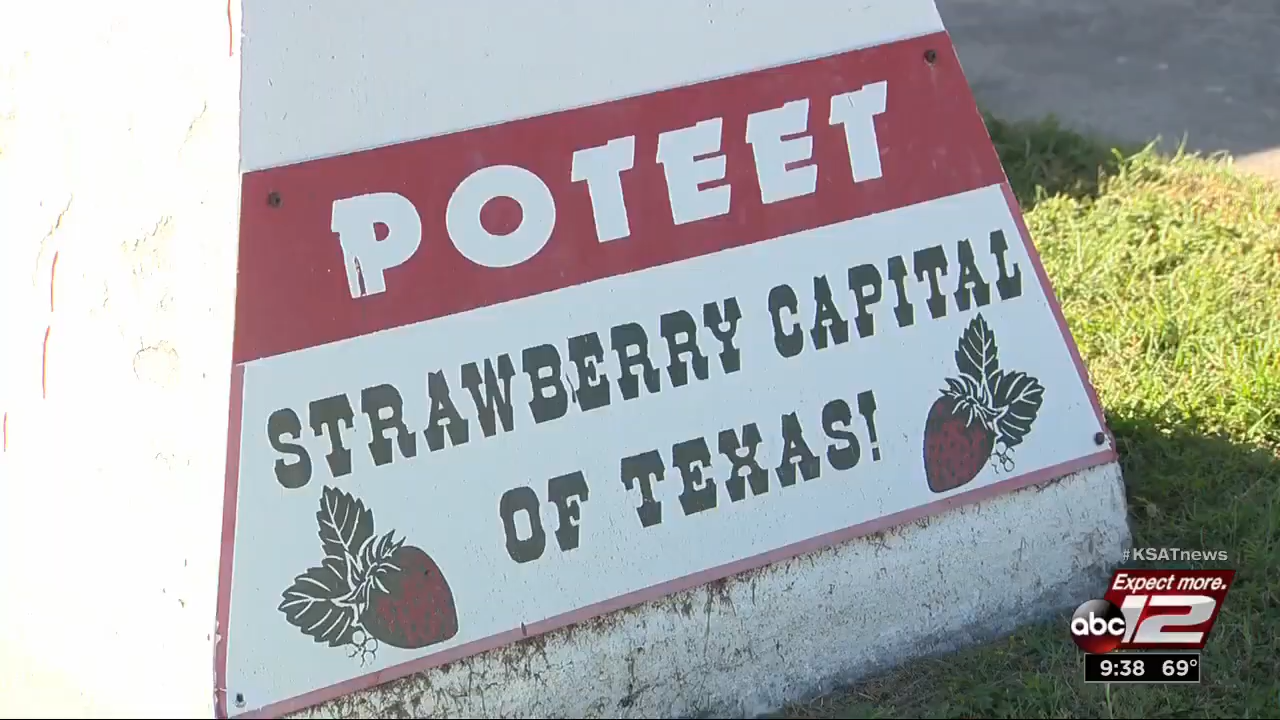 POTEET
STRAWBERRY CAPITAL
OF TEXAS!
#KSATnews
Expect more.
abc 12
9:38 69°